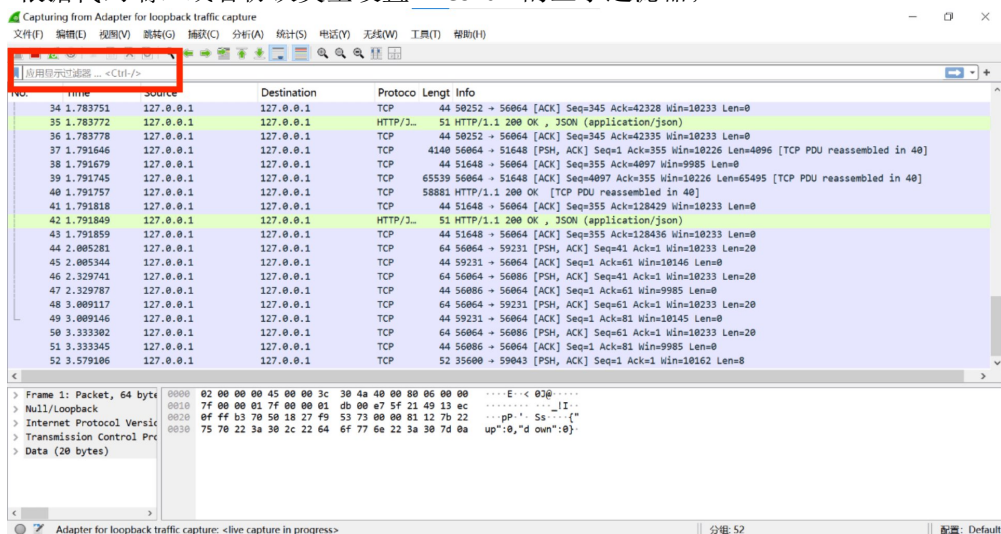 Capturing from Adapter for loopback traffic capture
文件(F) 编辑(E) 视图(V) 跳转(G) 捕获(C) 分析(A) 统计(S) 电话(Y) 无线(W) 工具(T) 帮助(H)
应用显示过滤器 ... <Ctrl-/>
No. Time Source Destination Protoco Lengt Info
34 1.783751 127.0.0.1 127.0.0.1 TCP 44 50252 → 56064 [ACK] Seq=345 Ack=42328 Win=10233 Len=0
35 1.783772 127.0.0.1 127.0.0.1 HTTP/J… 51 HTTP/1.1 200 OK , JSON (application/json)
36 1.783778 127.0.0.1 127.0.0.1 TCP 44 50252 → 56064 [ACK] Seq=345 Ack=42335 Win=10233 Len=0
37 1.791646 127.0.0.1 127.0.0.1 TCP 4140 56064 → 51648 [PSH, ACK] Seq=1 Ack=355 Win=10226 Len=4096 [TCP PDU reassembled in 40]
38 1.791679 127.0.0.1 127.0.0.1 TCP 44 51648 → 56064 [ACK] Seq=355 Ack=4097 Win=9985 Len=0
39 1.791745 127.0.0.1 127.0.0.1 TCP 65539 56064 → 51648 [ACK] Seq=4097 Ack=355 Win=10226 Len=65495 [TCP PDU reassembled in 40]
40 1.791757 127.0.0.1 127.0.0.1 TCP 58881 HTTP/1.1 200 OK [TCP PDU reassembled in 40]
41 1.791818 127.0.0.1 127.0.0.1 TCP 44 51648 → 56064 [ACK] Seq=355 Ack=128429 Win=10233 Len=0
42 1.791849 127.0.0.1 127.0.0.1 HTTP/J… 51 HTTP/1.1 200 OK , JSON (application/json)
43 1.791859 127.0.0.1 127.0.0.1 TCP 44 51648 → 56064 [ACK] Seq=355 Ack=128436 Win=10233 Len=0
44 2.005281 127.0.0.1 127.0.0.1 TCP 64 56064 → 59231 [PSH, ACK] Seq=41 Ack=1 Win=10233 Len=20
45 2.005344 127.0.0.1 127.0.0.1 TCP 44 59231 → 56064 [ACK] Seq=1 Ack=61 Win=10146 Len=0
46 2.329741 127.0.0.1 127.0.0.1 TCP 64 56064 → 56086 [PSH, ACK] Seq=41 Ack=1 Win=10233 Len=20
47 2.329787 127.0.0.1 127.0.0.1 TCP 44 56086 → 56064 [ACK] Seq=1 Ack=61 Win=9985 Len=0
48 3.009117 127.0.0.1 127.0.0.1 TCP 64 56064 → 59231 [PSH, ACK] Seq=61 Ack=1 Win=10233 Len=20
49 3.009146 127.0.0.1 127.0.0.1 TCP 44 59231 → 56064 [ACK] Seq=1 Ack=81 Win=10145 Len=0
50 3.333302 127.0.0.1 127.0.0.1 TCP 64 56064 → 56086 [PSH, ACK] Seq=61 Ack=1 Win=10233 Len=20
51 3.333345 127.0.0.1 127.0.0.1 TCP 44 56086 → 56064 [ACK] Seq=1 Ack=81 Win=9985 Len=0
52 3.579106 127.0.0.1 127.0.0.1 TCP 52 35600 → 59043 [PSH, ACK] Seq=1 Ack=1 Win=10162 Len=8
> Frame 1: Packet, 64 byte
> Null/Loopback
> Internet Protocol Versic
> Transmission Control Prc
> Data (20 bytes)
0000 02 00 00 00 45 00 00 3c 30 4a 40 00 80 06 00 00 ····E··< 0J@·····
0010 7f 00 00 01 7f 00 00 01 db 00 e7 5f 21 49 13 ec ········ ···_!I··
0020 0f ff b3 70 50 18 27 f9 53 73 00 00 81 12 7b 22 ···pP·'· Ss····{"
0030 75 70 22 3a 30 2c 22 64 6f 77 6e 22 3a 30 7d 0a up":0,"d own":0}·
Adapter for loopback traffic capture: <live capture in progress> 分组: 52 配置: Default